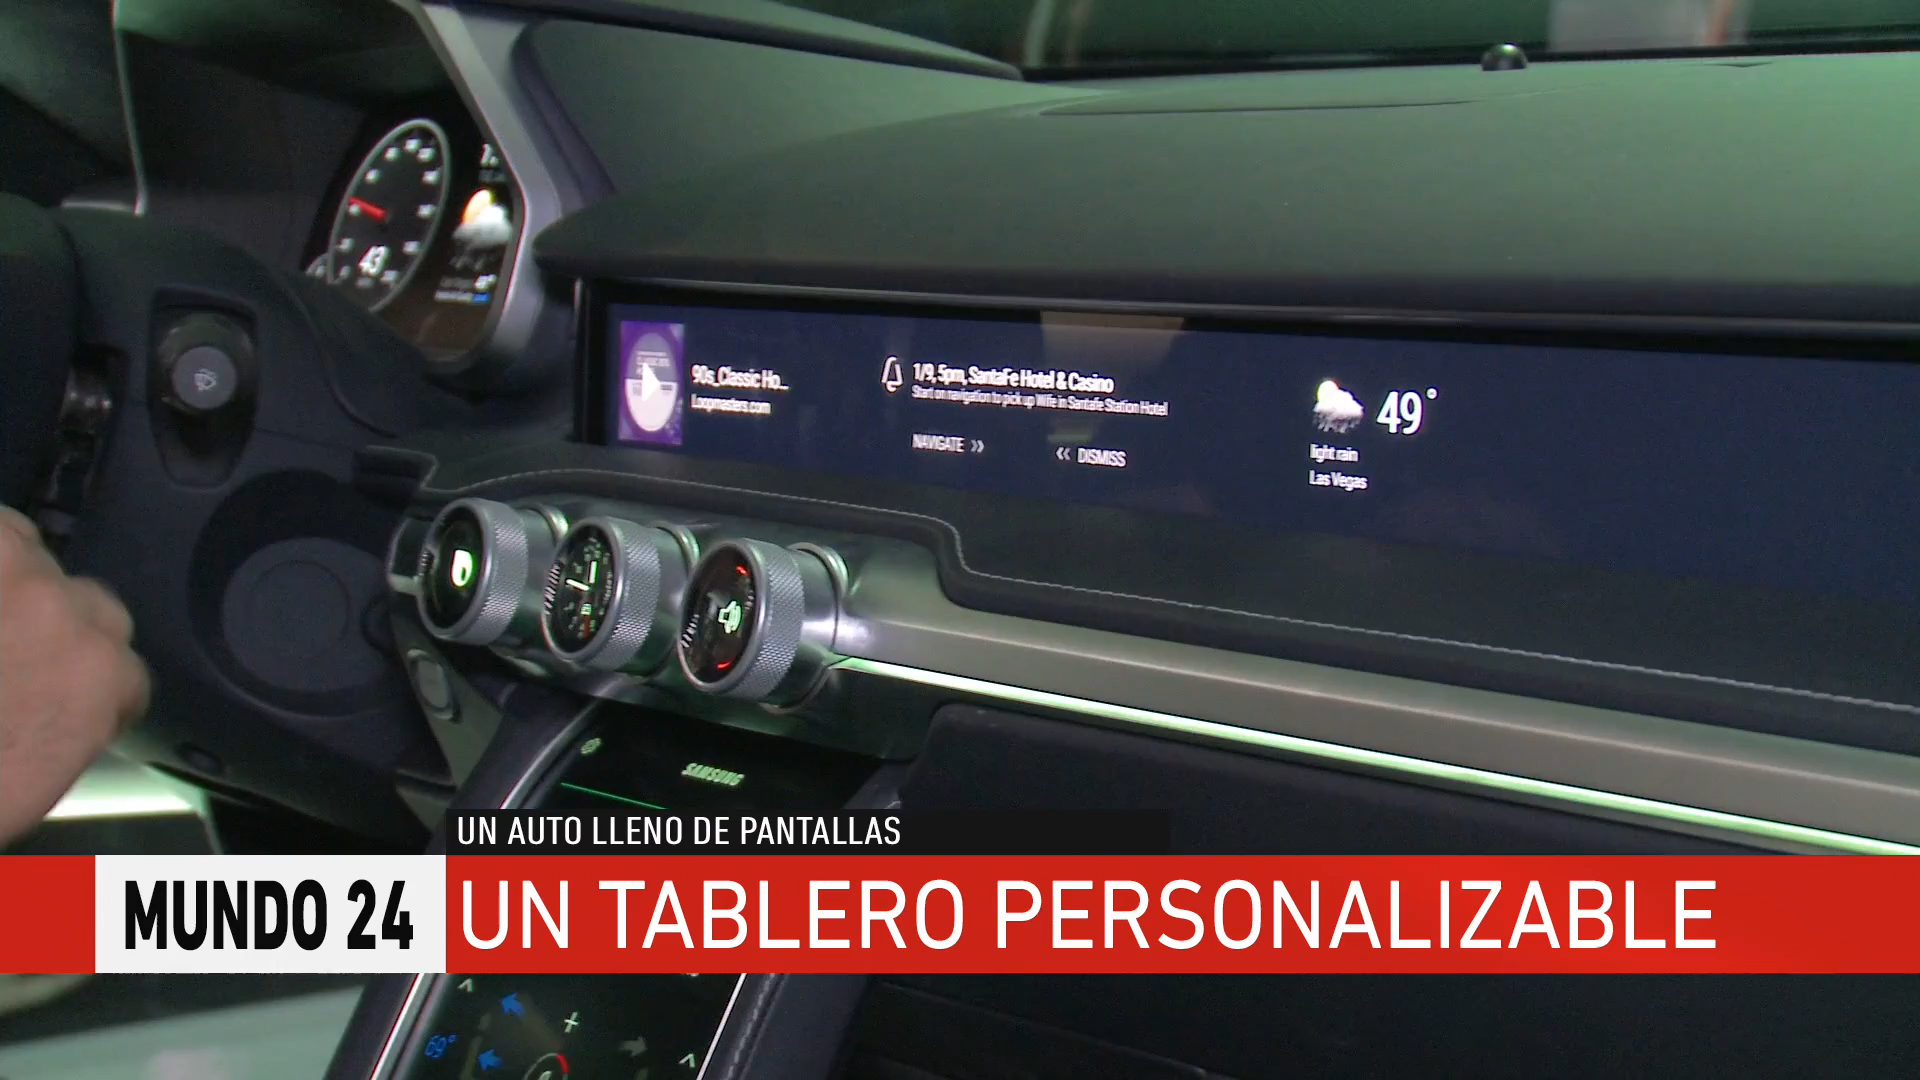 43
90s_Classic Ho...
Loopmasters.com
1/9, 5pm, SantaFe Hotel & Casino
Start on navigation to pick up Wife in Santafe Station Hotel
NAVIGATE >>
<< DISMISS
49°
light rain
Las Vegas
SAMSUNG
UN AUTO LLENO DE PANTALLAS
MUNDO 24
UN TABLERO PERSONALIZABLE
69°